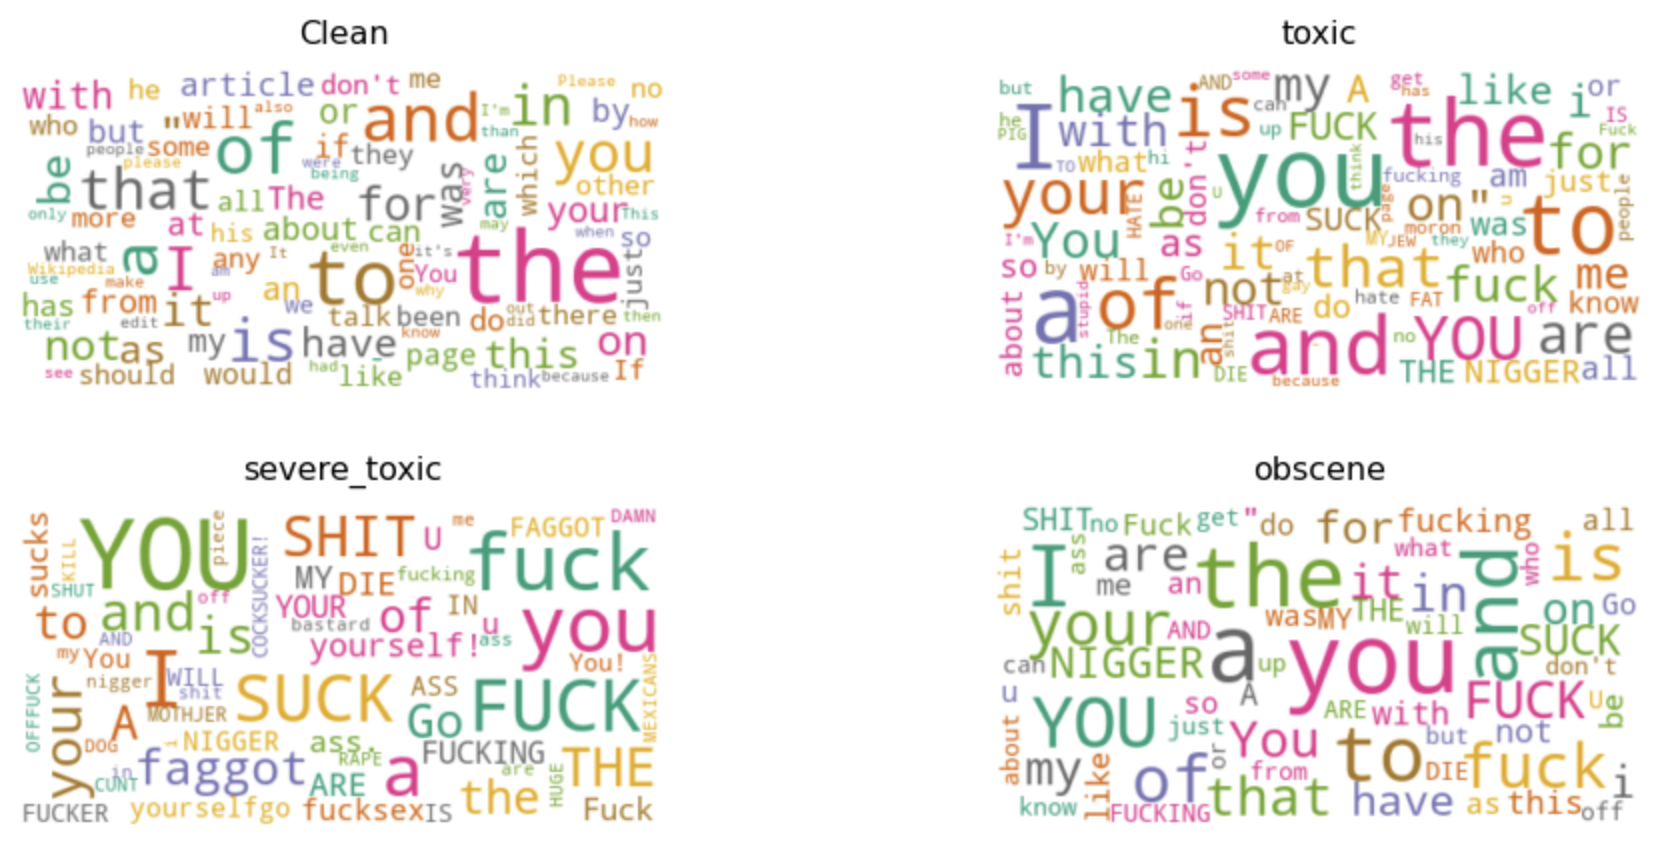 Clean
with he article don't me Please no
who but " will also or and I'm in by how
people some of if they than you
be please were being was very are which other
that all The for your This
only more at his about can may when so
what a I any It even one it's the just
Wikipedia am to You
use make up an we why
has from it talk been do out did there then
their edit know
not as my is have page this on
see should would had like think because If
toxic
but AND some my A get has like i or
he PIG I have is can the IS
with up FUCK his Fuck
TO what hi you think for
your be don't U fucking am just
HATE! from SUCK page on " u to people
I'm You MY JEW moron they was
so by will as it OF that who me
Go not at gay fuck
about a stupid of if SHIT ARE do hate FAT off know
The one an shit and no YOU are
this in DIE because THE NIGGER all
severe_toxic
sucks KILL YOU piece SHIT U me FAGGOT DAMN
COCKSUCKER! fuck
SHUT MY DIE fucking
to and off YOUR of IN you
AND is bastard u
my You yourself! ass You!
nigger I WILL shit SUCK ASS FUCK MEXICANS
OFFFUCK your A MOTHJER Go
DOG NIGGER ass. FUCKING
in faggot RAPE a are THE
CUNT ARE HUGE
FUCKER yourselfgo fucksex IS the Fuck
obscene
SHIT no Fuck get " do for fucking all
shit I ass are the what and who is
me an it in
your AND was MY THE will on Go
can NIGGER a up you SUCK
u A don't
YOU so ARE with FUCK U be
about just You to but not
my or from DIE fuck i
know like of that have as this off
FUCKING